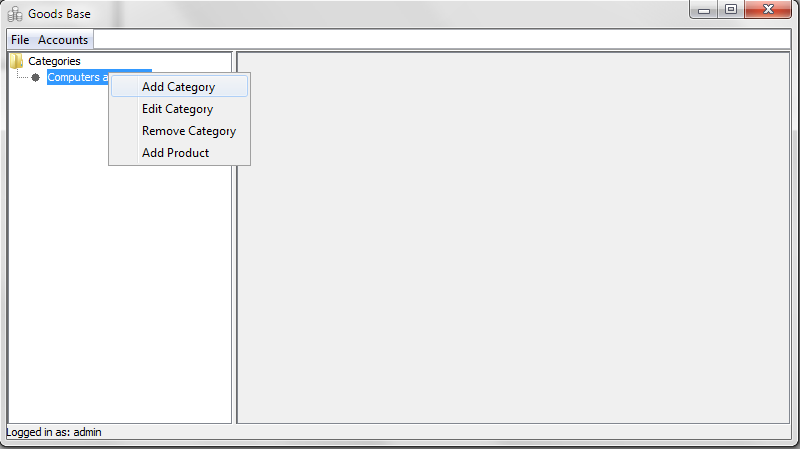 Goods Base
File Accounts
Categories
Computers a
Add Category
Edit Category
Remove Category
Add Product
Logged in as: admin